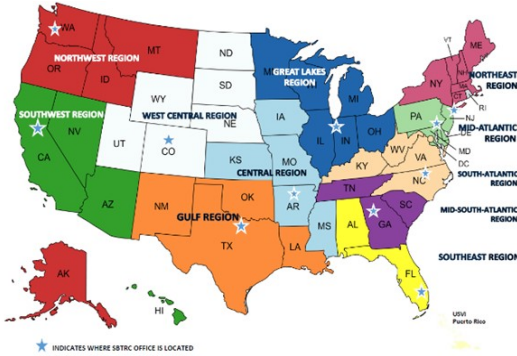 WA
MT
ND
VT
ME
NORTHWEST REGION
OR
ID
GREAT LAKES
REGION
MI
NY
NH
MA
CT
RI
NORTHEAST
REGION
SD
WY
WEST CENTRAL REGION
NE
IA
PA
NJ
MID-ATLANTIC
REGION
DE
MD
DC
SOUTHWEST REGION
NV
CA
UT
CO
KS
MO
IL
IN
OH
WV
VA
KY
SOUTH-ATLANTIC
REGION
CENTRAL REGION
NC
TN
AZ
NM
OK
AR
SC
MID-SOUTH-ATLANTIC
REGION
GULF REGION
TX
LA
MS
AL
GA
SOUTHEAST REGION
AK
HI
FL
USVI
Puerto Rico
INDICATES WHERE SBTRC OFFICE IS LOCATED